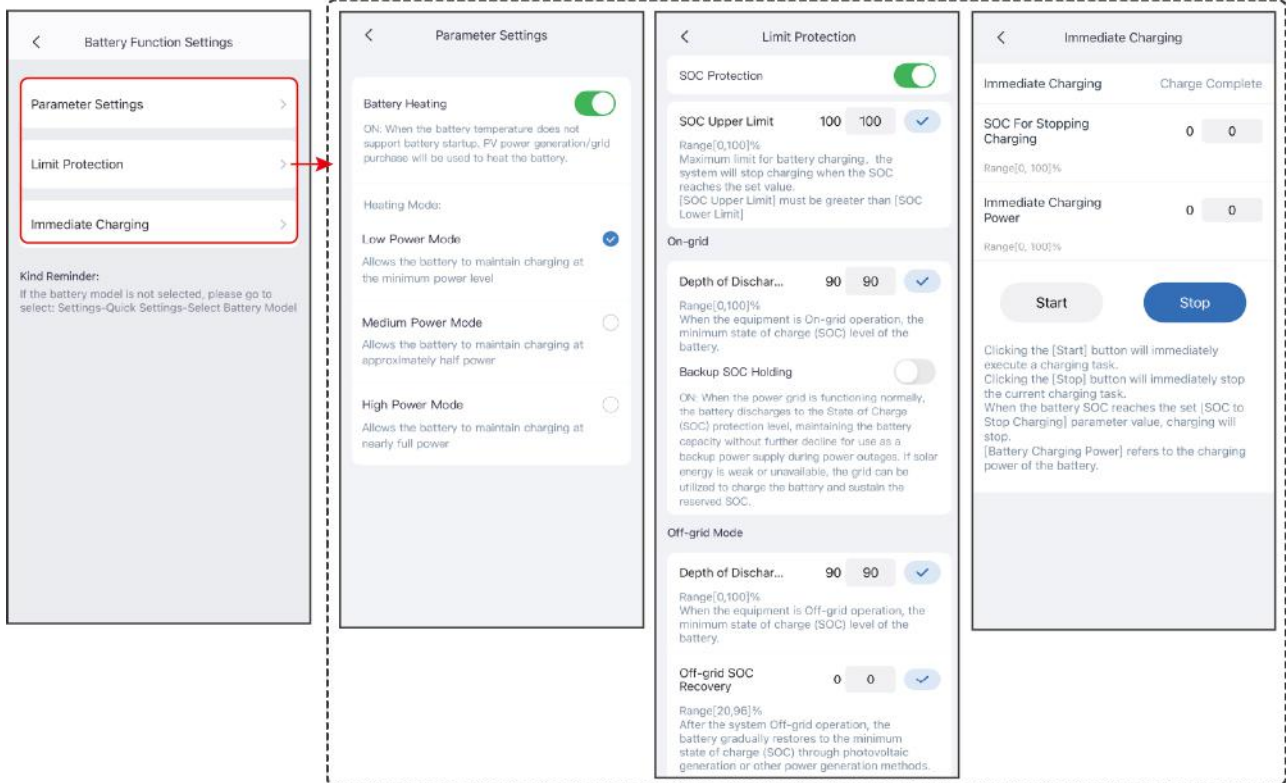 Battery Function Settings
Parameter Settings
Limit Protection
Immediate Charging
Kind Reminder:
If the battery model is not selected, please go to
select: Settings-Quick Settings-Select Battery Model
Parameter Settings
Battery Heating
ON: When the battery temperature does not
support battery startup, PV power generation/grid
purchase will be used to heat the battery.
Heating Mode:
Low Power Mode
Allows the battery to maintain charging at
the minimum power level
Medium Power Mode
Allows the battery to maintain charging at
approximately half power
High Power Mode
Allows the battery to maintain charging at
nearly full power
Limit Protection
SOC Protection
SOC Upper Limit 100 100
Range[0,100]%
Maximum limit for battery charging, the
system will stop charging when the SOC
reaches the set value.
[SOC Upper Limit] must be greater than [SOC
Lower Limit]
On-grid
Depth of Dischar... 90 90
Range[0,100]%
When the equipment is On-grid operation, the
minimum state of charge (SOC) level of the
battery.
Backup SOC Holding
ON: When the power grid is functioning normally,
the battery discharges to the State of Charge
(SOC) protection level, maintaining the battery
capacity without further decline for use as a
backup power supply during power outages. If solar
energy is weak or unavailable, the grid can be
utilized to charge the battery and sustain the
reserved SOC.
Off-grid Mode
Depth of Dischar... 90 90
Range[0,100]%
When the equipment is Off-grid operation, the
minimum state of charge (SOC) level of the
battery.
Off-grid SOC
Recovery 0 0
Range[20,96]%
After the system Off-grid operation, the
battery gradually restores to the minimum
state of charge (SOC) through photovoltaic
generation or other power generation methods.
Immediate Charging
Immediate Charging Charge Complete
SOC For Stopping
Charging 0 0
Range[0, 100]%
Immediate Charging
Power 0 0
Range[0, 100]%
Start Stop
Clicking the [Start] button will immediately
execute a charging task.
Clicking the [Stop] button will immediately stop
the current charging task.
When the battery SOC reaches the set [SOC to
Stop Charging] parameter value, charging will
stop.
[Battery Charging Power] refers to the charging
power of the battery.